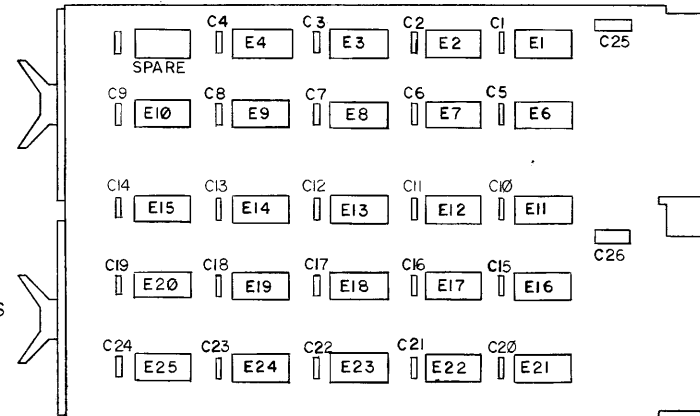 C4 C3 C2 C1
E4 E3 E2 E1
C25
SPARE
C9 C8 C7 C6 C5
E10 E9 E8 E7 E6
C14 C13 C12 C11 C10
E15 E14 E13 E12 E11
C26
C19 C18 C17 C16 C15
E20 E19 E18 E17 E16
S
C24 C23 C22 C21 C20
E25 E24 E23 E22 E21